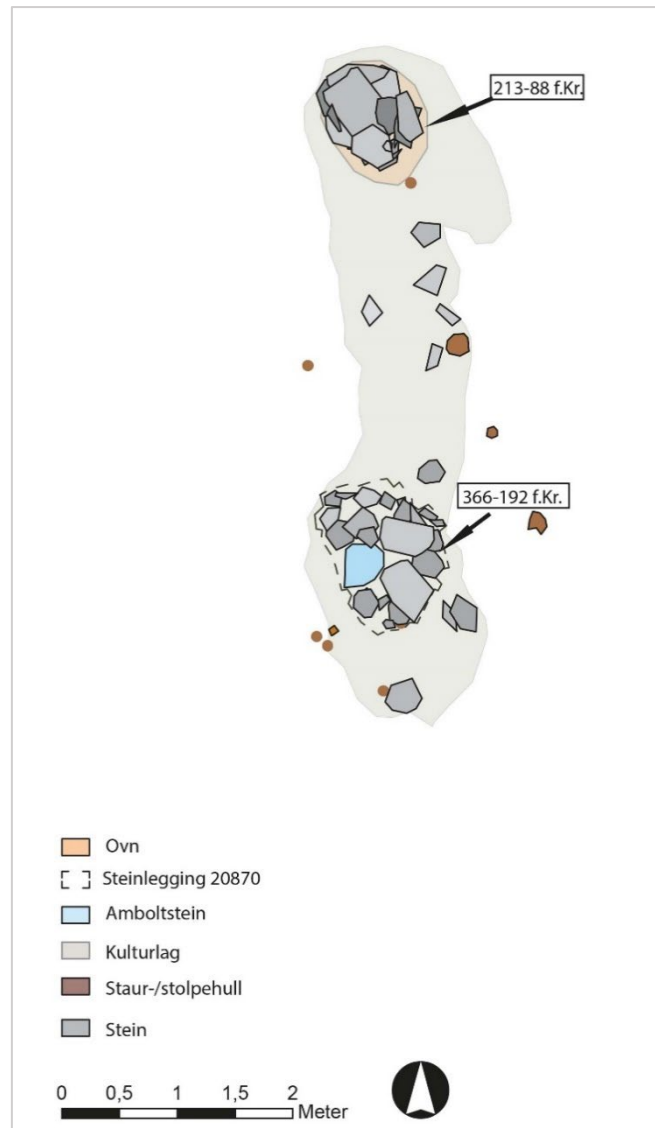 213-88 f.Kr.
366-192 f.Kr.
Ovn
Steinlegging 20870
Amboltstein
Kulturlag
Staur-/stolpehull
Stein
0 0,5 1 1,5 2
Meter